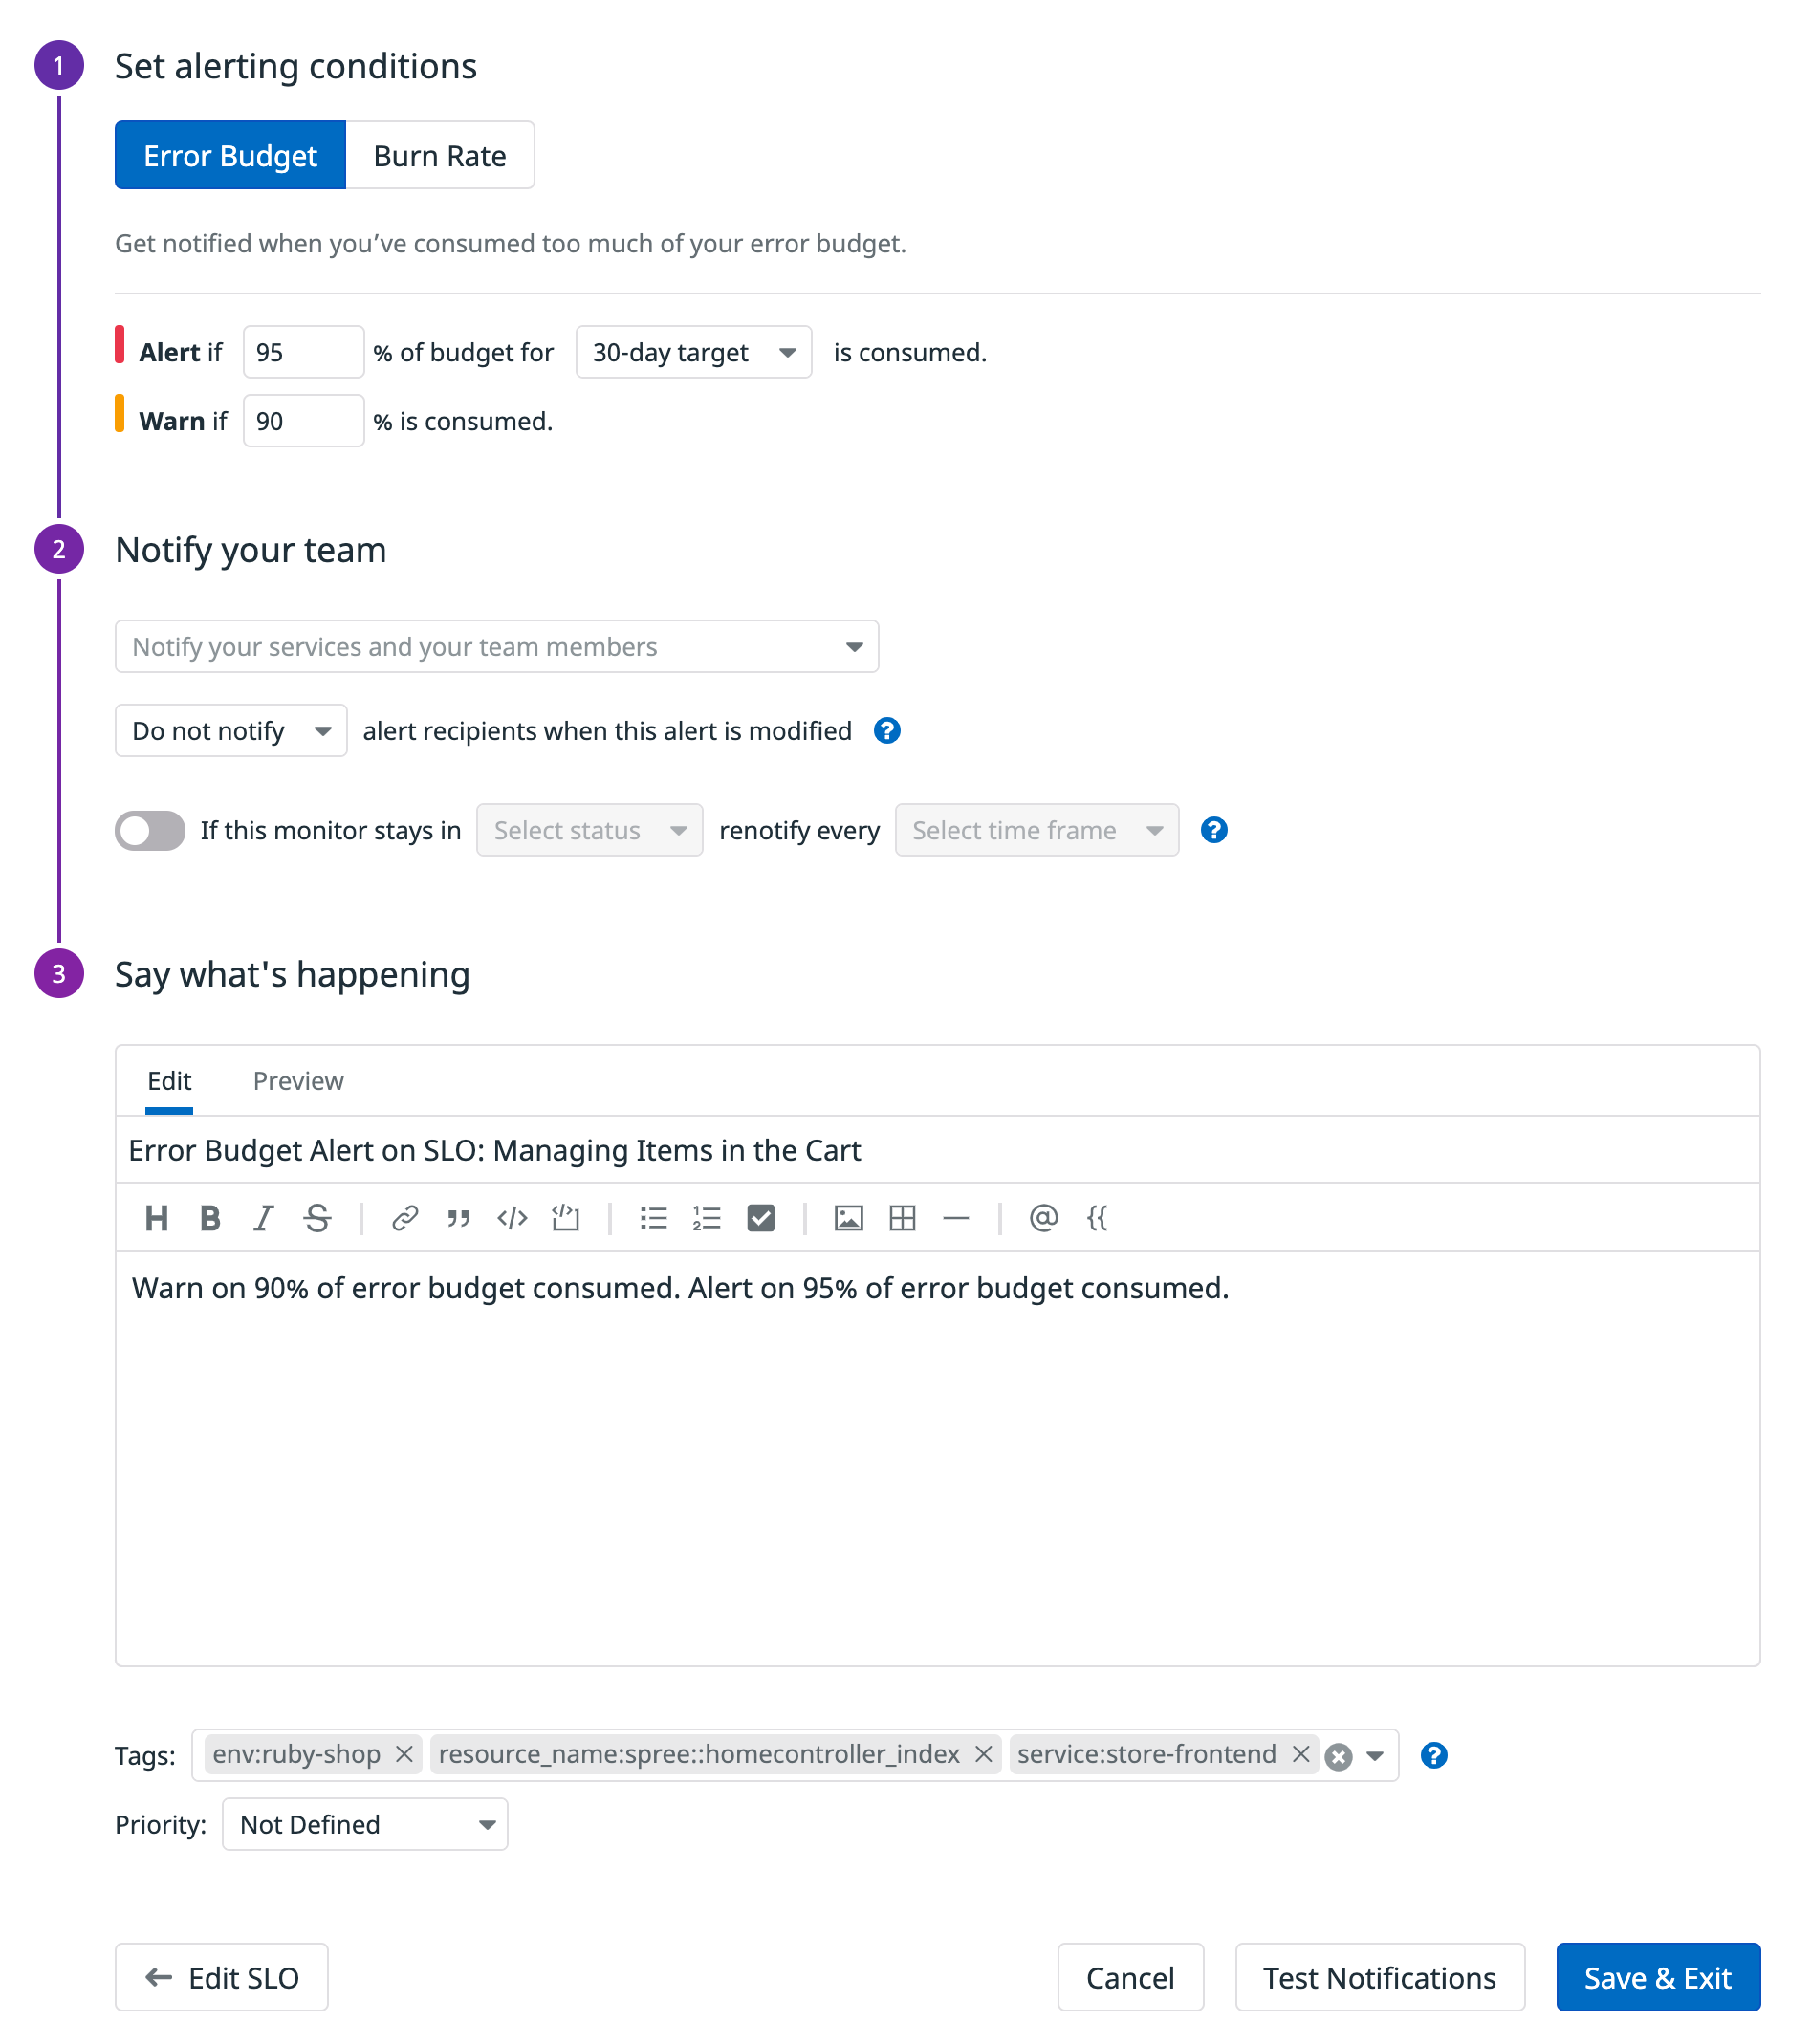 1 Set alerting conditions
Error Budget Burn Rate
Get notified when you’ve consumed too much of your error budget.
Alert if 95 % of budget for 30-day target is consumed.
Warn if 90 % is consumed.
2 Notify your team
Notify your services and your team members
Do not notify alert recipients when this alert is modified ?
If this monitor stays in Select status renotify every Select time frame ?
3 Say what's happening
Edit Preview
Error Budget Alert on SLO: Managing Items in the Cart
H B I S </> </> 1 2 @ {{
Warn on 90% of error budget consumed. Alert on 95% of error budget consumed.
Tags: env:ruby-shop × resource_name:spree::homecontroller_index × service:store-frontend × ?
Priority: Not Defined
← Edit SLO Cancel Test Notifications Save & Exit